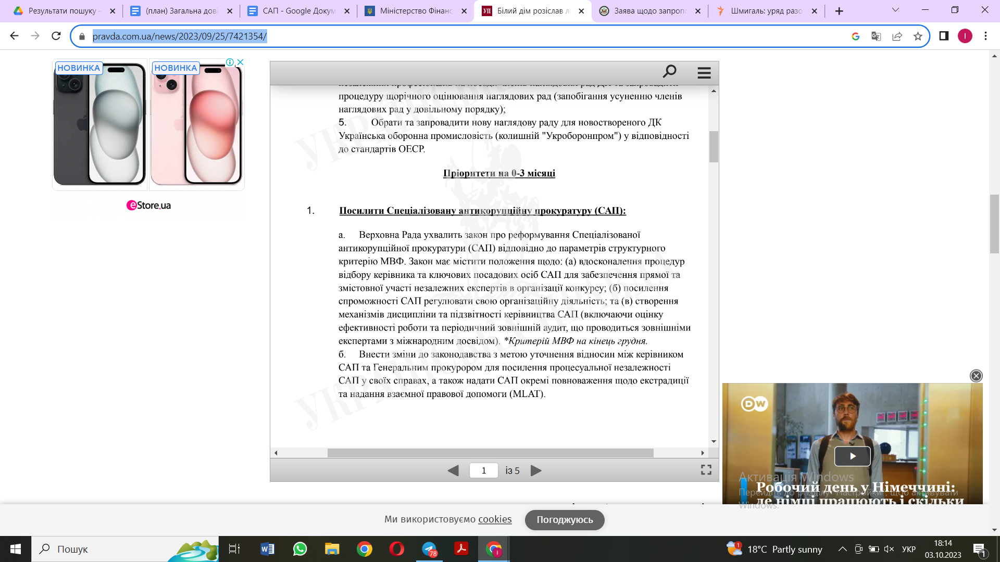 Результати пошуку –
(план) Загальна дові
САП - Google Докум
Міністерство Фінанс
Білий дім розіслав л
Заява щодо запропо
Шмигаль: уряд разо
pravda.com.ua/news/2023/09/25/7421354/
I
НОВИНКА
НОВИНКА
eStore.ua
процедуру щорічного оцінювання наглядових рад (запобігання усуненню членів
наглядових рад у довільному порядку);
5. Обрати та запровадити нову наглядову раду для новоствореного ДК
Українська оборонна промисловість (колишній "Укроборонпром") у відповідності
до стандартів ОЕСР.
Пріоритети на 0-3 місяці
1. Посилити Спеціалізовану антикорупційну прокуратуру (САП):
а. Верховна Рада ухвалить закон про реформування Спеціалізованої
антикорупційної прокуратури (САП) відповідно до параметрів структурного
критерію МВФ. Закон має містити положення щодо: (а) вдосконалення процедур
відбору керівника та ключових посадових осіб САП для забезпечення прямої та
змістовної участі незалежних експертів в організації конкурсу; (б) посилення
спроможності САП регулювати свою організаційну діяльність; та (в) створення
механізмів дисципліни та підзвітності керівництва САП (включаючи оцінку
ефективності роботи та періодичний зовнішній аудит, що проводиться зовнішніми
експертами з міжнародним досвідом). *Критерій МВФ на кінець грудня.
б. Внести зміни до законодавства з метою уточнення відносин між керівником
САП та Генеральним прокурором для посилення процесуальної незалежності
САП у своїх справах, а також надати САП окремі повноваження щодо екстрадиції
та надання взаємної правової допомоги (MLAT).
УКРАЇНСЬКА ПРАВДА
1 із 5
DW
Робочий день у Німеччині:
де німці працюють і скільки
Активація Windows
Перейдіть до розділу "Настройки", щоб активувати
Windows.
Ми використовуємо cookies
Погоджуюсь
Пошук
78
1
18°C Partly sunny
УКР
18:14
03.10.2023
1